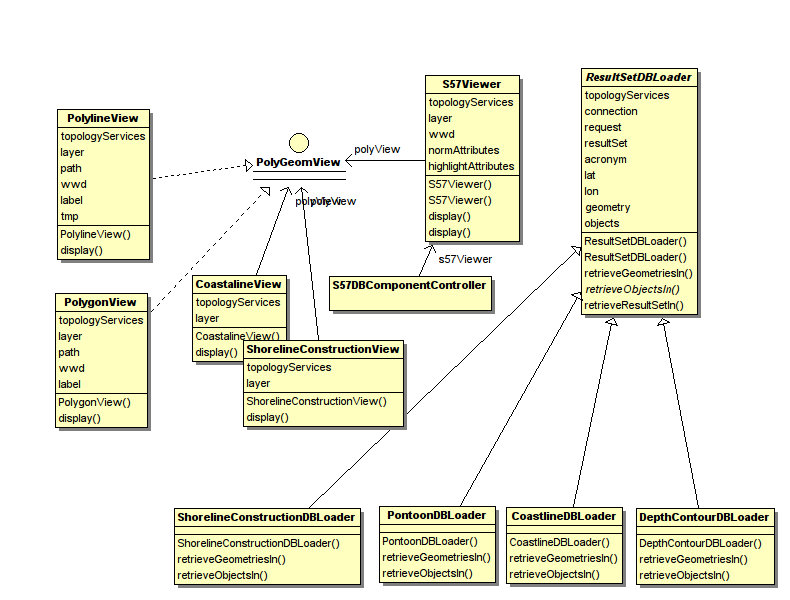 PolylineView
topologyServices
layer
path
wwd
label
tmp
PolylineView()
display()
PolygonView
topologyServices
layer
path
wwd
label
PolygonView()
display()
PolyGeomView
polyView
polyView
polyView
CoastalineView
topologyServices
layer
CoastalineView()
display()
ShorelineConstructionView
topologyServices
layer
ShorelineConstructionView()
display()
S57Viewer
topologyServices
layer
wwd
normAttributes
highlightAttributes
S57Viewer()
S57Viewer()
display()
display()
s57Viewer
S57DBComponentController
ResultSetDBLoader
topologyServices
connection
request
resultSet
acronym
lat
lon
geometry
objects
ResultSetDBLoader()
ResultSetDBLoader()
retrieveGeometriesIn()
retrieveObjectsIn()
retrieveResultSetIn()
ShorelineConstructionDBLoader
ShorelineConstructionDBLoader()
retrieveGeometriesIn()
retrieveObjectsIn()
PontoonDBLoader
PontoonDBLoader()
retrieveGeometriesIn()
retrieveObjectsIn()
CoastlineDBLoader
CoastlineDBLoader()
retrieveGeometriesIn()
retrieveObjectsIn()
DepthContourDBLoader
DepthContourDBLoader()
retrieveGeometriesIn()
retrieveObjectsIn()